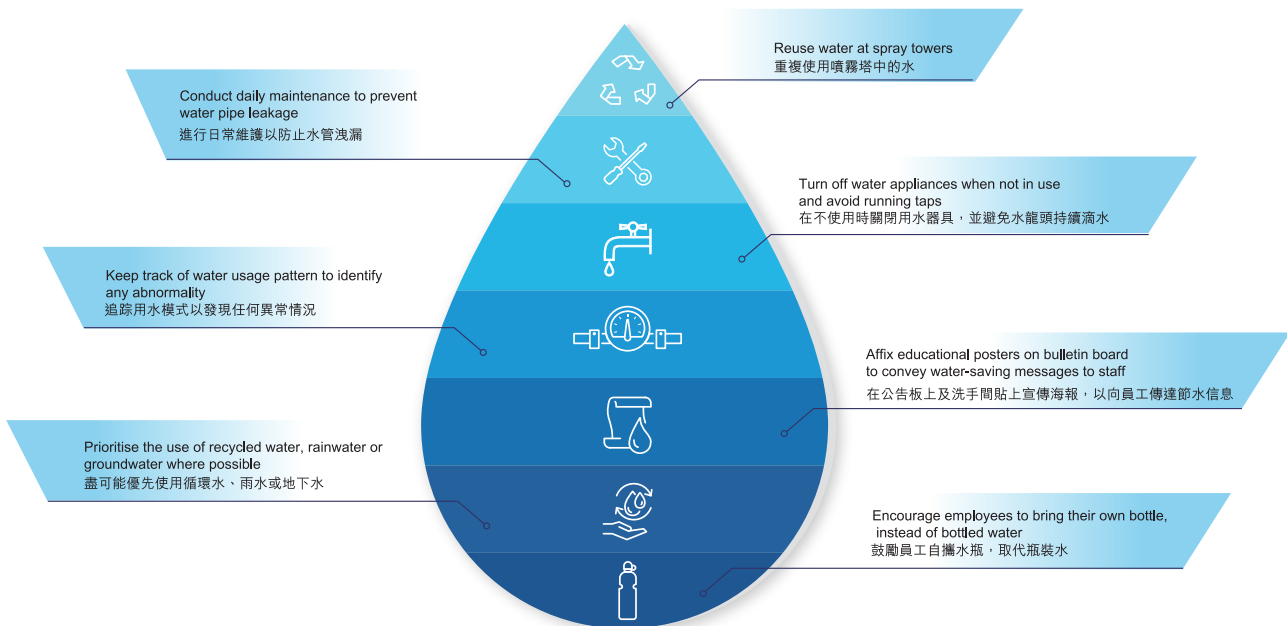 Reuse water at spray towers
重複使用噴霧塔中的水
Conduct daily maintenance to prevent
water pipe leakage
進行日常維護以防止水管洩漏
Turn off water appliances when not in use
and avoid running taps
在不使用時關閉用水器具，並避免水龍頭持續滴水
Keep track of water usage pattern to identify
any abnormality
追踪用水模式以發現任何異常情況
Affix educational posters on bulletin board
to convey water-saving messages to staff
在公告板上及洗手間貼上宣傳海報，以向員工傳達節水信息
Prioritise the use of recycled water, rainwater or
groundwater where possible
盡可能優先使用循環水、雨水或地下水
Encourage employees to bring their own bottle,
instead of bottled water
鼓勵員工自攜水瓶，取代瓶裝水